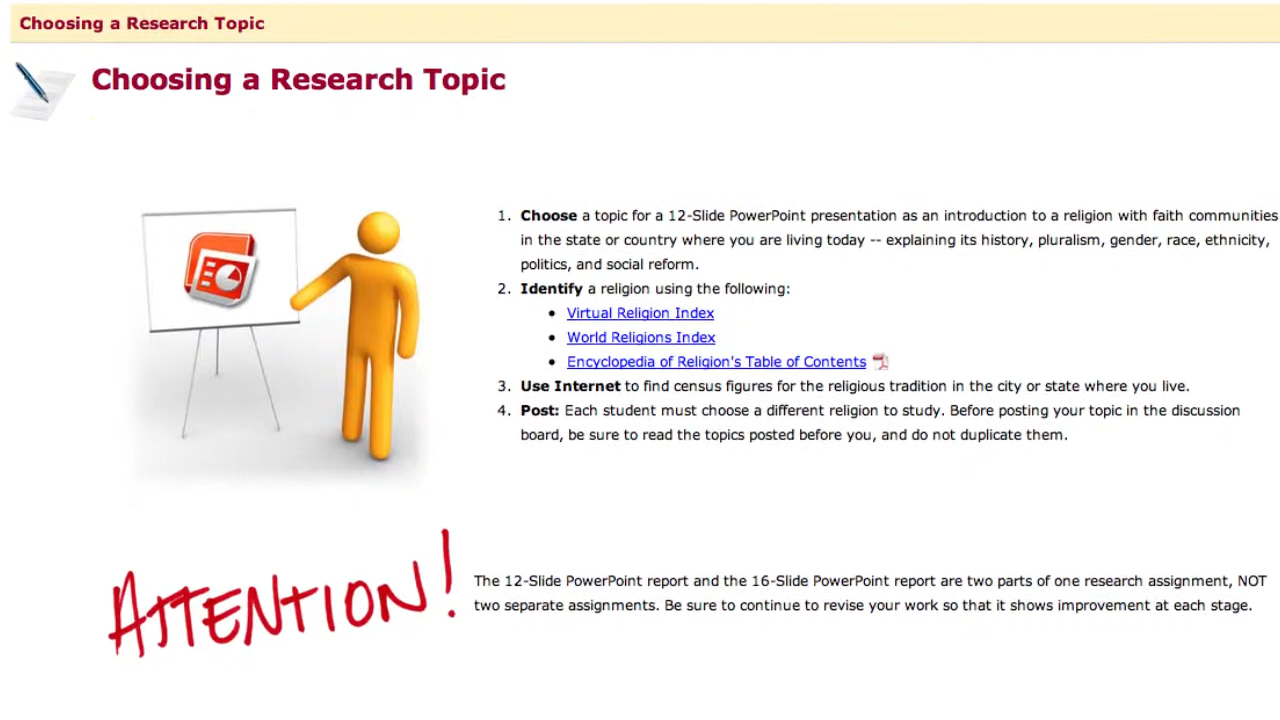 Choosing a Research Topic
Choosing a Research Topic
1. Choose a topic for a 12-Slide PowerPoint presentation as an introduction to a religion with faith communities
in the state or country where you are living today -- explaining its history, pluralism, gender, race, ethnicity,
politics, and social reform.
2. Identify a religion using the following:
• Virtual Religion Index
• World Religions Index
• Encyclopedia of Religion's Table of Contents
3. Use Internet to find census figures for the religious tradition in the city or state where you live.
4. Post: Each student must choose a different religion to study. Before posting your topic in the discussion
board, be sure to read the topics posted before you, and do not duplicate them.
ATTENTION!
The 12-Slide PowerPoint report and the 16-Slide PowerPoint report are two parts of one research assignment, NOT
two separate assignments. Be sure to continue to revise your work so that it shows improvement at each stage.